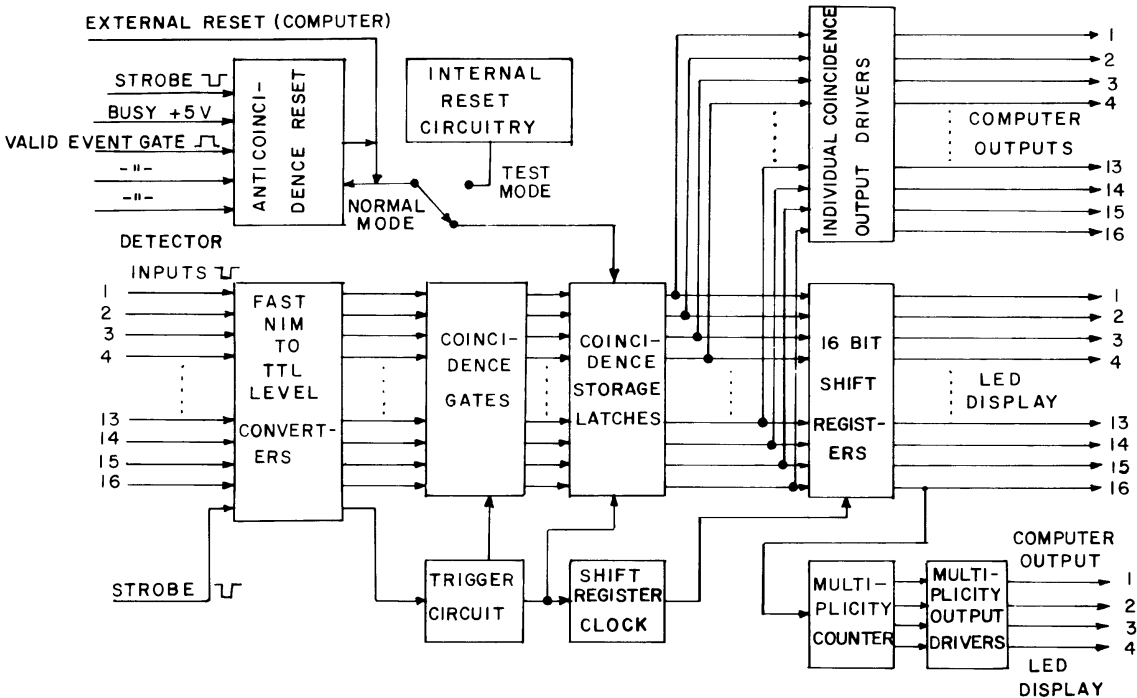 EXTERNAL RESET (COMPUTER)
STROBE
BUSY +5 V
VALID EVENT GATE
-"-
-"-
ANTICOINCI-
DENCE RESET
INTERNAL
RESET
CIRCUITRY
TEST
MODE
NORMAL
MODE
INDIVIDUAL COINCIDENCE
OUTPUT DRIVERS
1
2
3
4
COMPUTER
OUTPUTS
13
14
15
16
DETECTOR
INPUTS
1
2
3
4
13
14
15
16
STROBE
FAST
NIM
TO
TTL
LEVEL
CONVERT-
ERS
COINCI-
DENCE
GATES
COINCI-
DENCE
STORAGE
LATCHES
16 BIT
SHIFT
REGIST-
ERS
1
2
3
4
LED
DISPLAY
13
14
15
16
TRIGGER
CIRCUIT
SHIFT
REGISTER
CLOCK
MULTI-
PLICITY
COUNTER
MULTI-
PLICITY
OUTPUT
DRIVERS
COMPUTER
OUTPUT
1
2
3
4
LED
DISPLAY